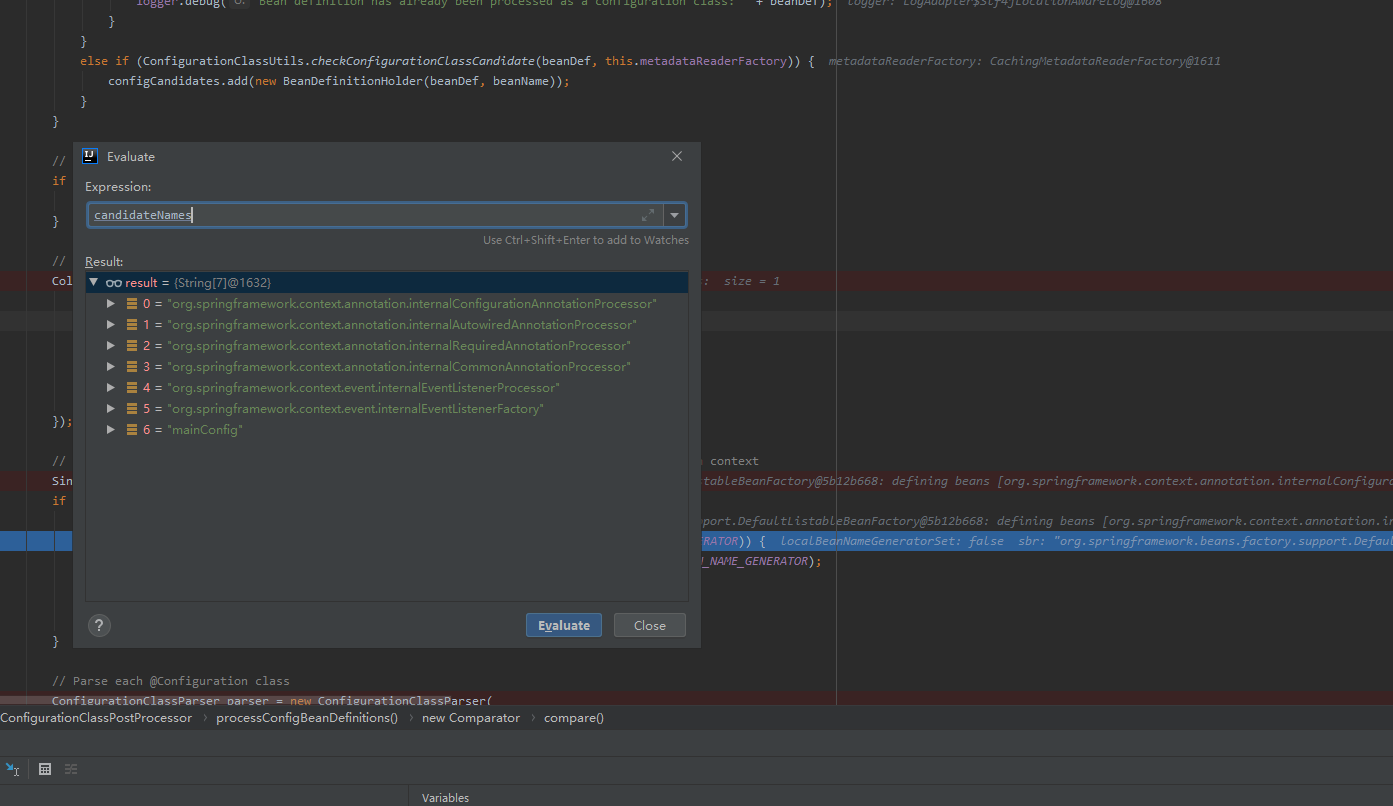 logger.debug( o: "Bean definition has already been processed as a configuration class: " + beanDef); logger: LogAdapter$Slf4jLocationAwareLog@1608
}
}
else if (ConfigurationClassUtils.checkConfigurationClassCandidate(beanDef, this.metadataReaderFactory)) { metadataReaderFactory: CachingMetadataReaderFactory@1611
configCandidates.add(new BeanDefinitionHolder(beanDef, beanName));
}
}
//
if
}
//
Col : size = 1
});
// context
Sin tableBeanFactory@5b12b668: defining beans [org.springframework.context.annotation.internalConfigura
if
port.DefaultListableBeanFactory@5b12b668: defining beans [org.springframework.context.annotation.in
ERATOR)) { localBeanNameGeneratorSet: false sbr: "org.springframework.beans.factory.support.Defau
_NAME_GENERATOR);
}
// Parse each @Configuration class
ConfigurationClassParser parser = new ConfigurationClassParser(
Evaluate
Expression:
candidateNames
Use Ctrl+Shift+Enter to add to Watches
Result:
result = {String[7]@1632}
0 = "org.springframework.context.annotation.internalConfigurationAnnotationProcessor"
1 = "org.springframework.context.annotation.internalAutowiredAnnotationProcessor"
2 = "org.springframework.context.annotation.internalRequiredAnnotationProcessor"
3 = "org.springframework.context.annotation.internalCommonAnnotationProcessor"
4 = "org.springframework.context.event.internalEventListenerProcessor"
5 = "org.springframework.context.event.internalEventListenerFactory"
6 = "mainConfig"
? Evaluate Close
ConfigurationClassPostProcessor › processConfigBeanDefinitions() › new Comparator › compare()
Variables